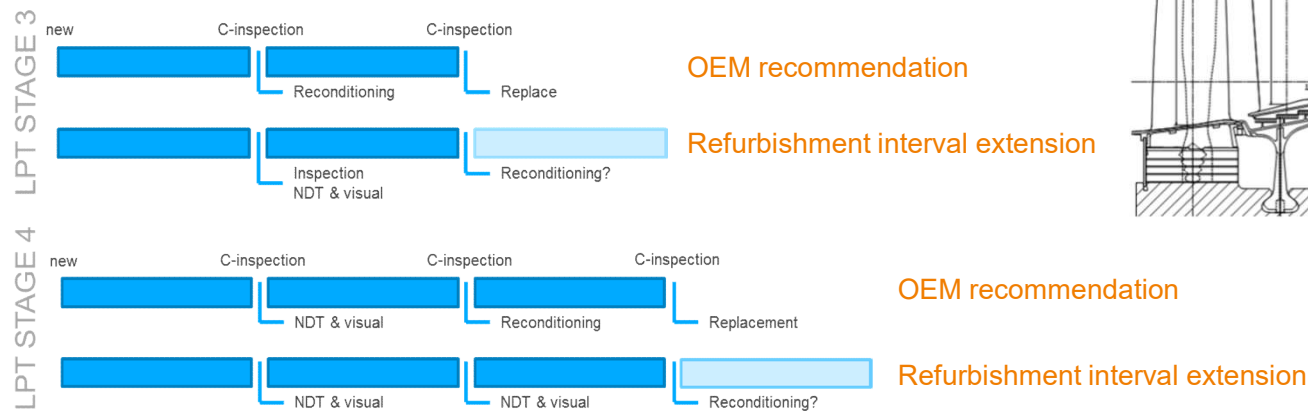 LPT STAGE 3
new
C-inspection
C-inspection
Reconditioning
Replace
OEM recommendation
Inspection
NDT & visual
Reconditioning?
Refurbishment interval extension
LPT STAGE 4
new
C-inspection
C-inspection
C-inspection
NDT & visual
Reconditioning
Replacement
OEM recommendation
NDT & visual
NDT & visual
Reconditioning?
Refurbishment interval extension